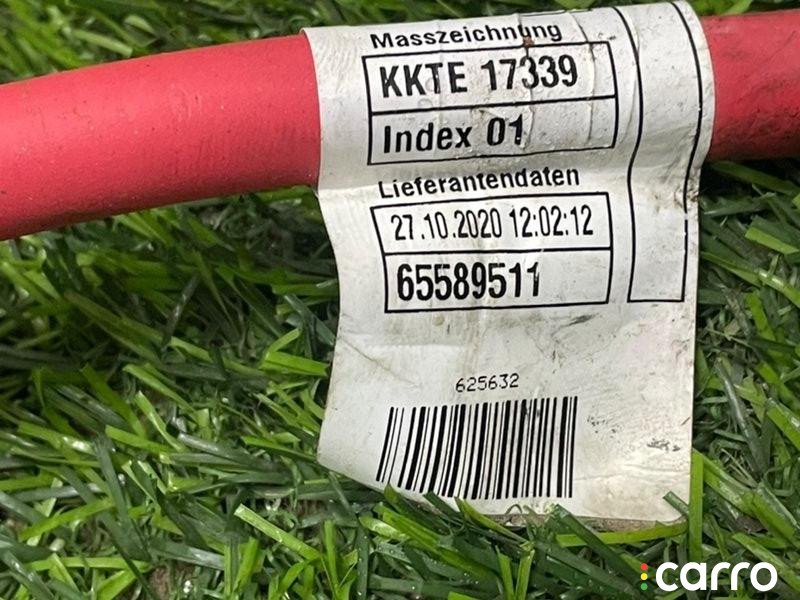 Masszeichnung
KKTE 17339
Index 01
Lieferantendaten
27.10.2020 12:02:12
65589511
625632
carro